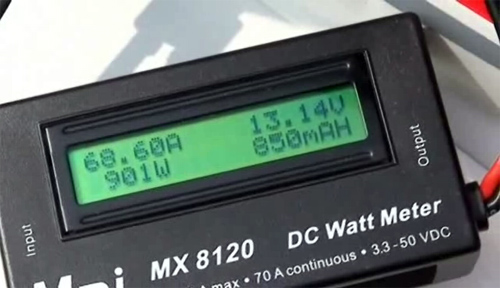 68.60A 13.14V
901W 850mAH
Output
Input
MX 8120 DC Watt Meter
max • 70 A continuous • 3.3-50 VDC